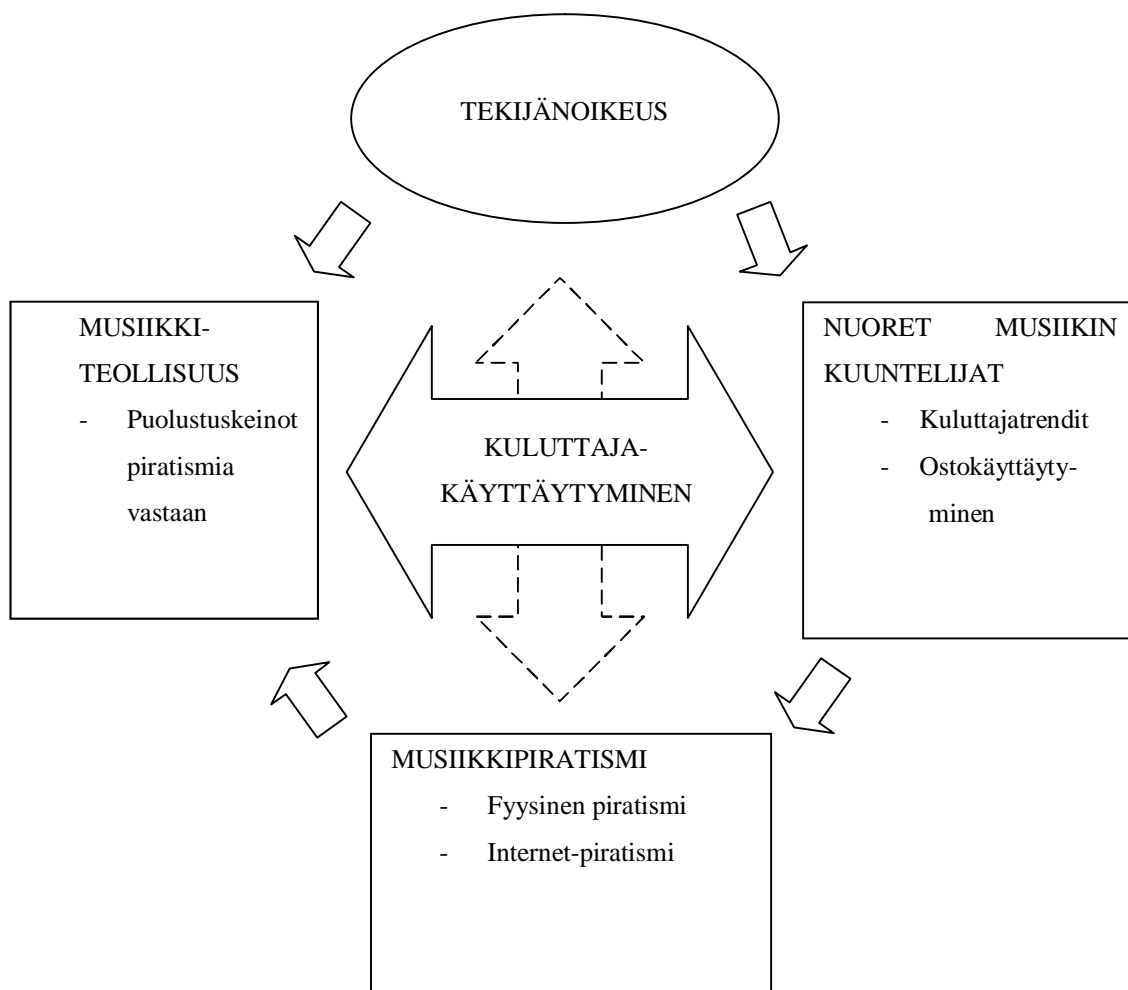 TEKIJÄNOIKEUS
MUSIIKKI-
TEOLLISUUS
- Puolustuskeinot
piratismia
vastaan
KULUTTAJA-
KÄYTTÄYTYMINEN
NUORET MUSIIKIN
KUUNTELIJAT
- Kuluttajatrendit
- Ostokäyttäyty-
minen
MUSIIKKIPIRATISMI
- Fyysinen piratismi
- Internet-piratismi